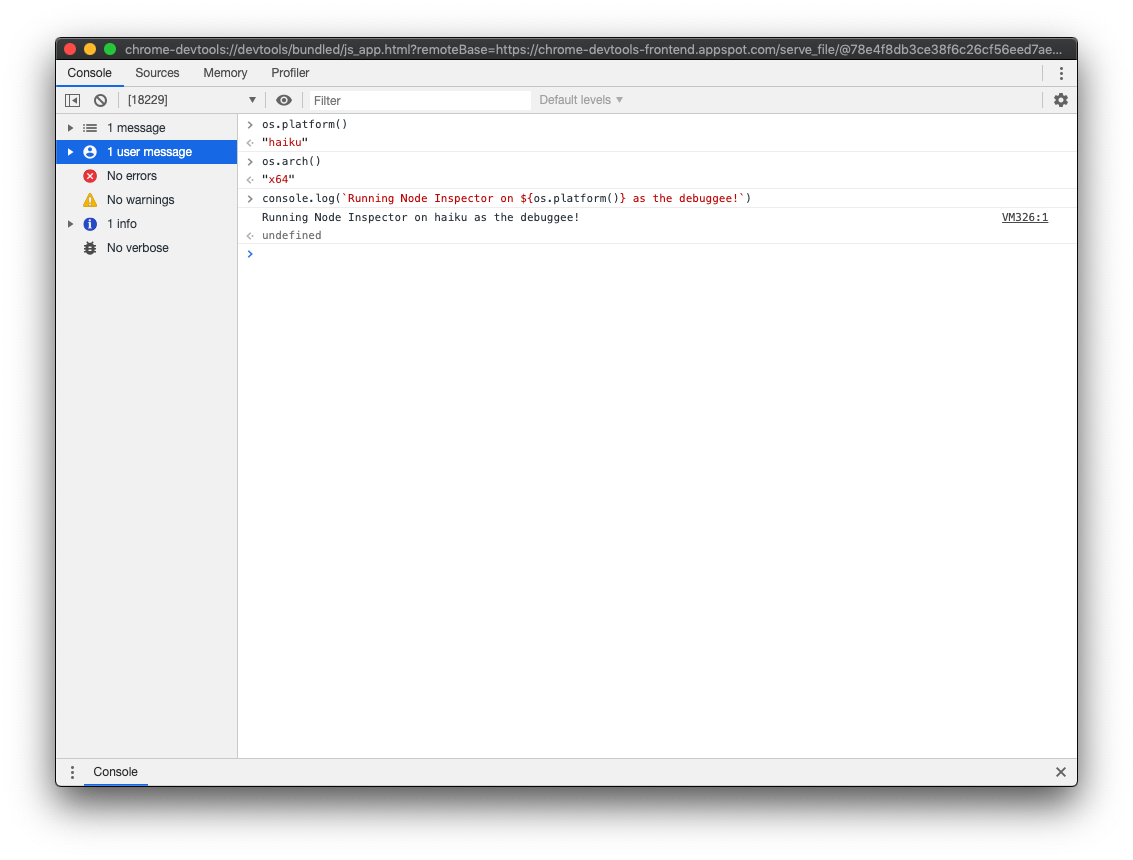 chrome-devtools://devtools/bundled/js_app.html?remoteBase=https://chrome-devtools-frontend.appspot.com/serve_file/@78e4f8db3ce38f6c26cf56eed7ae...
Console Sources Memory Profiler
[18229] Filter Default levels
1 message
1 user message
No errors
No warnings
1 info
No verbose
os.platform()
"haiku"
os.arch()
"x64"
console.log(`Running Node Inspector on ${os.platform()} as the debuggee!`)
Running Node Inspector on haiku as the debuggee! VM326:1
undefined
Console